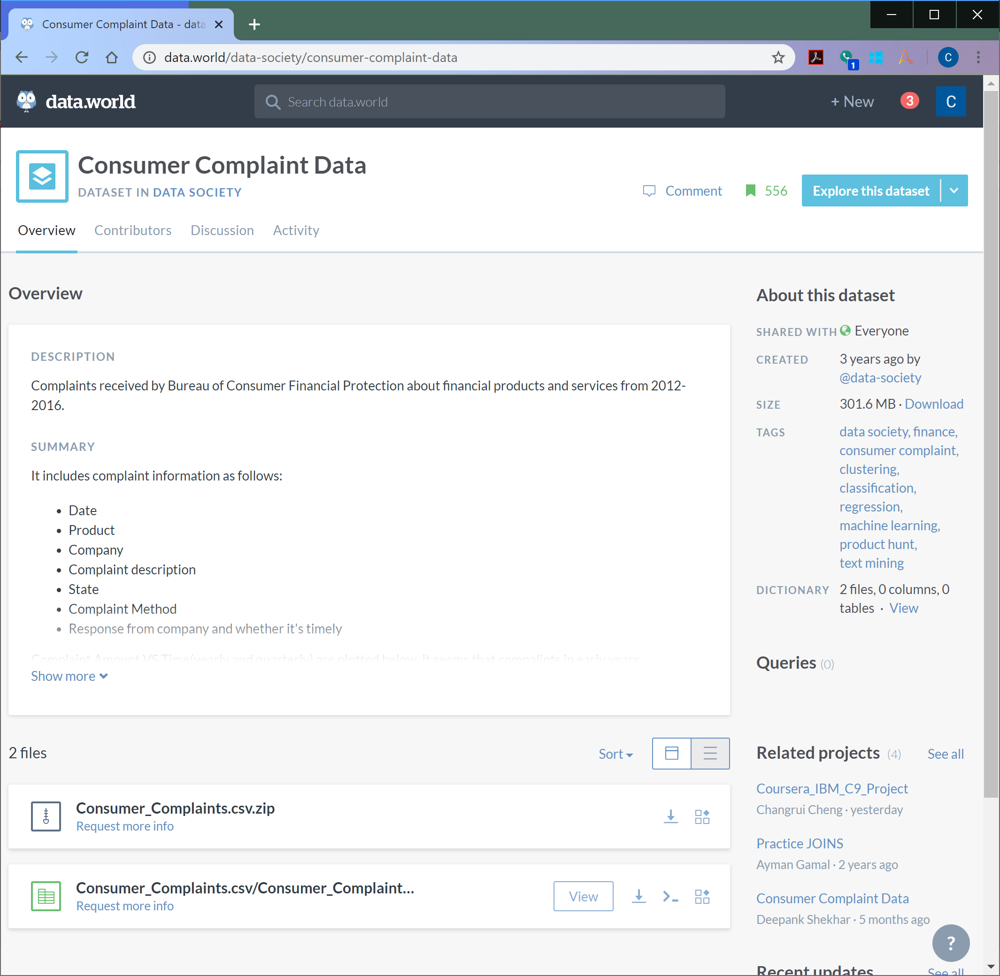 Consumer Complaint Data - data
data.world/data-society/consumer-complaint-data
1
C
data.world
Search data.world
+ New
3
C
Consumer Complaint Data
DATASET IN DATA SOCIETY
Comment
556
Explore this dataset
Overview
Contributors
Discussion
Activity
Overview
DESCRIPTION
Complaints received by Bureau of Consumer Financial Protection about financial products and services from 2012-
2016.
SUMMARY
It includes complaint information as follows:
• Date
• Product
• Company
• Complaint description
• State
• Complaint Method
• Response from company and whether it's timely
Complaint Amount VS Time(yearly and quarterly) are plotted below. It seems that compalints in early years
Show more
2 files
Sort
Consumer_Complaints.csv.zip
Request more info
Consumer_Complaints.csv/Consumer_Complaint...
Request more info
View
About this dataset
SHARED WITH Everyone
CREATED 3 years ago by
@data-society
SIZE 301.6 MB · Download
TAGS data society, finance,
consumer complaint,
clustering,
classification,
regression,
machine learning,
product hunt,
text mining
DICTIONARY 2 files, 0 columns, 0
tables · View
Queries (0)
Related projects (4) See all
Coursera_IBM_C9_Project
Changrui Cheng · yesterday
Practice JOINS
Ayman Gamal · 2 years ago
Consumer Complaint Data
Deepank Shekhar · 5 months ago
?
Recent updates See all